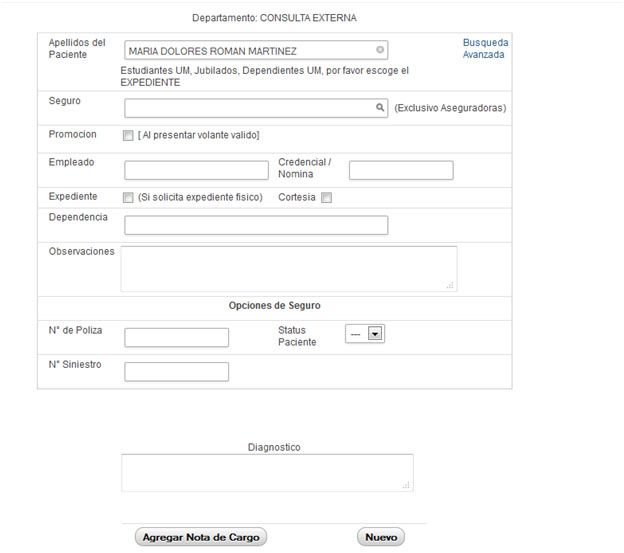 Departamento: CONSULTA EXTERNA
Apellidos del
Paciente
MARIA DOLORES ROMAN MARTINEZ
Busqueda
Avanzada
Estudiantes UM, Jubilados, Dependientes UM, por favor escoge el
EXPEDIENTE
Seguro
(Exclusivo Aseguradoras)
Promocion
[ Al presentar volante valido]
Empleado
Credencial /
Nomina
Expediente
(Si solicita expediente fisico)
Cortesia
Dependencia
Observaciones
Opciones de Seguro
N° de Poliza
Status
Paciente
---
N° Siniestro
Diagnostico
Agregar Nota de Cargo
Nuevo